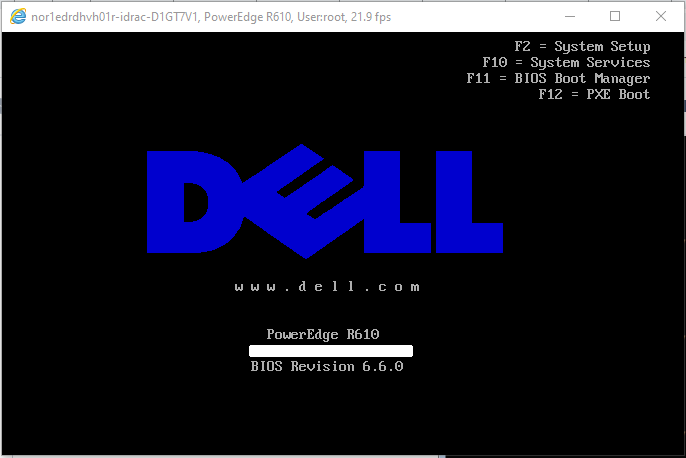 nor1edrdhvh01r-idrac-D1GT7V1, PowerEdge R610, User:root, 21.9 fps
F2 = System Setup
F10 = System Services
F11 = BIOS Boot Manager
F12 = PXE Boot
DELL
www.dell.com
PowerEdge R610
BIOS Revision 6.6.0